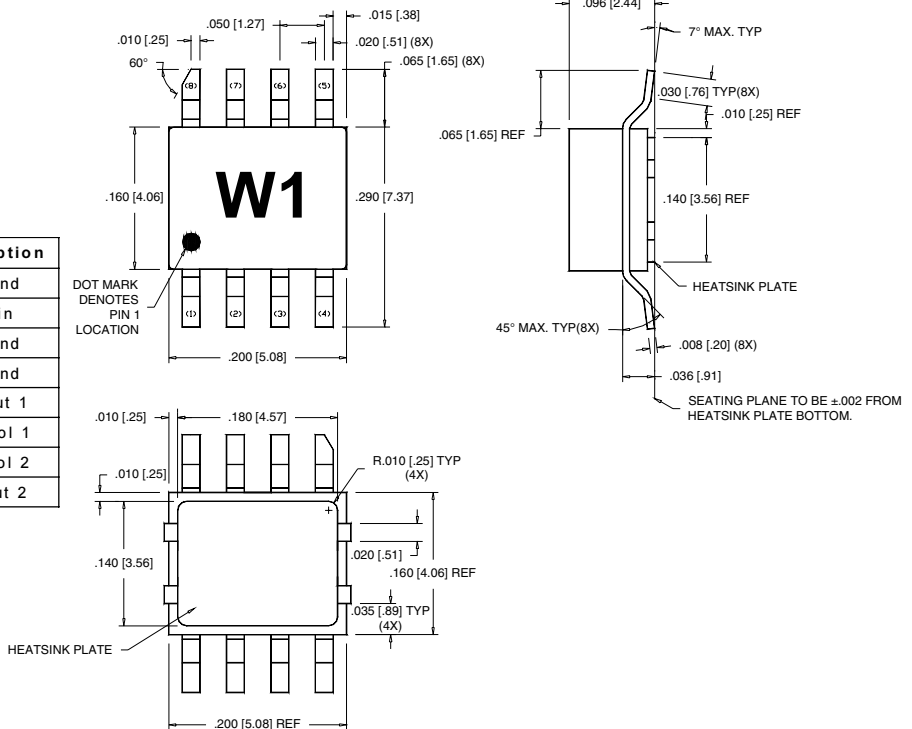 .015 [.38]
.050 [1.27]
.010 [.25]
.020 [.51] (8X)
60°
.065 [1.65] (8X)
(8)
(7)
(6)
(5)
.160 [4.06]
W1
.290 [7.37]
DOT MARK
DENOTES
PIN 1
LOCATION
(1)
(2)
(3)
(4)
.200 [5.08]
.096 [2.44]
7° MAX. TYP
.030 [.76] TYP(8X)
.010 [.25] REF
.065 [1.65] REF
.140 [3.56] REF
HEATSINK PLATE
45° MAX. TYP(8X)
.008 [.20] (8X)
.036 [.91]
SEATING PLANE TO BE ±.002 FROM
HEATSINK PLATE BOTTOM.
ption
nd
in
nd
nd
ut 1
ol 1
ol 2
ut 2
.010 [.25]
.180 [4.57]
R.010 [.25] TYP
(4X)
.010 [.25]
+
.140 [3.56]
.020 [.51]
.160 [4.06] REF
.035 [.89] TYP
(4X)
HEATSINK PLATE
.200 [5.08] REF